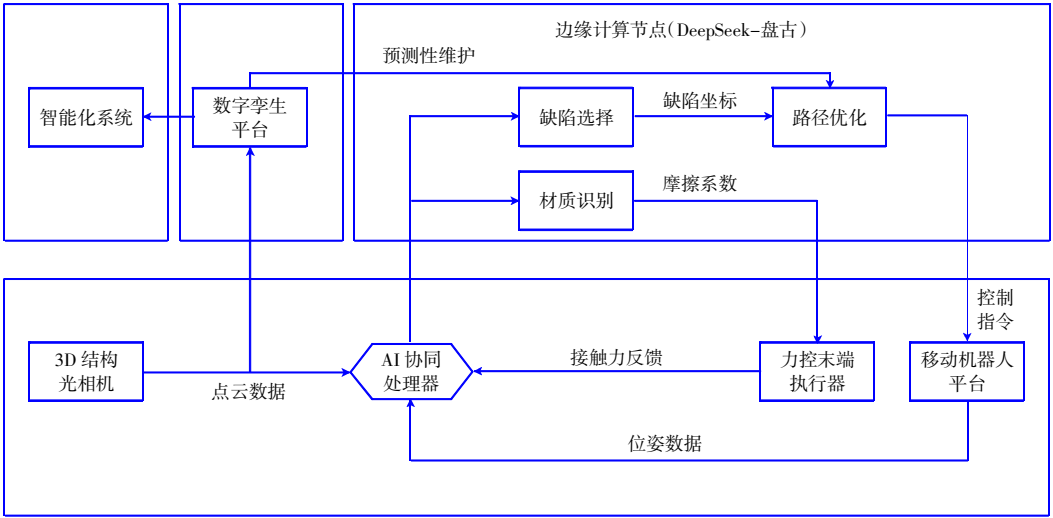 边缘计算节点(DeepSeek-盘古)
预测性维护
智能化系统
数字孪生
平台
缺陷选择
缺陷坐标
路径优化
材质识别
摩擦系数
控制
指令
3D 结构
光相机
点云数据
AI 协同
处理器
接触力反馈
力控末端
执行器
移动机器人
平台
位姿数据